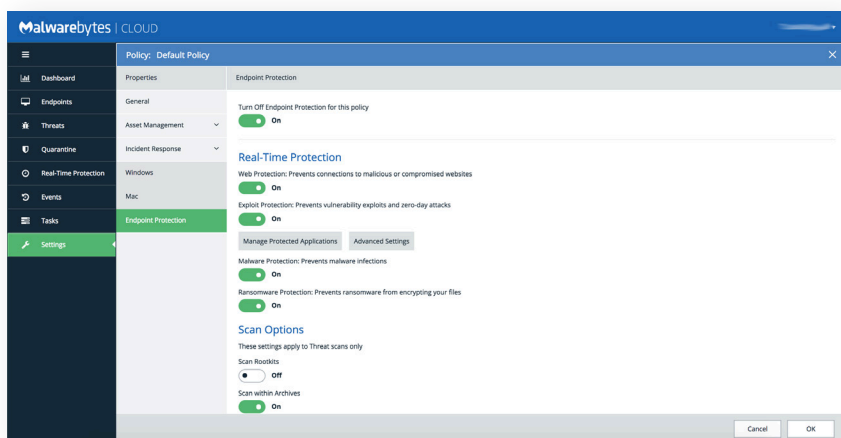 Malwarebytes | CLOUD
Policy: Default Policy
Dashboard
Endpoints
Threats
Quarantine
Real-Time Protection
Events
Tasks
Settings
Properties
General
Asset Management
Incident Response
Windows
Mac
Endpoint Protection
Endpoint Protection
Turn Off Endpoint Protection for this policy
On
Real-Time Protection
Web Protection: Prevents connections to malicious or compromised websites
On
Exploit Protection: Prevents vulnerability exploits and zero-day attacks
On
Manage Protected Applications
Advanced Settings
Malware Protection: Prevents malware infections
On
Ransomware Protection: Prevents ransomware from encrypting your files
On
Scan Options
These settings apply to Threat scans only
Scan Rootkits
Off
Scan within Archives
On
Cancel
OK